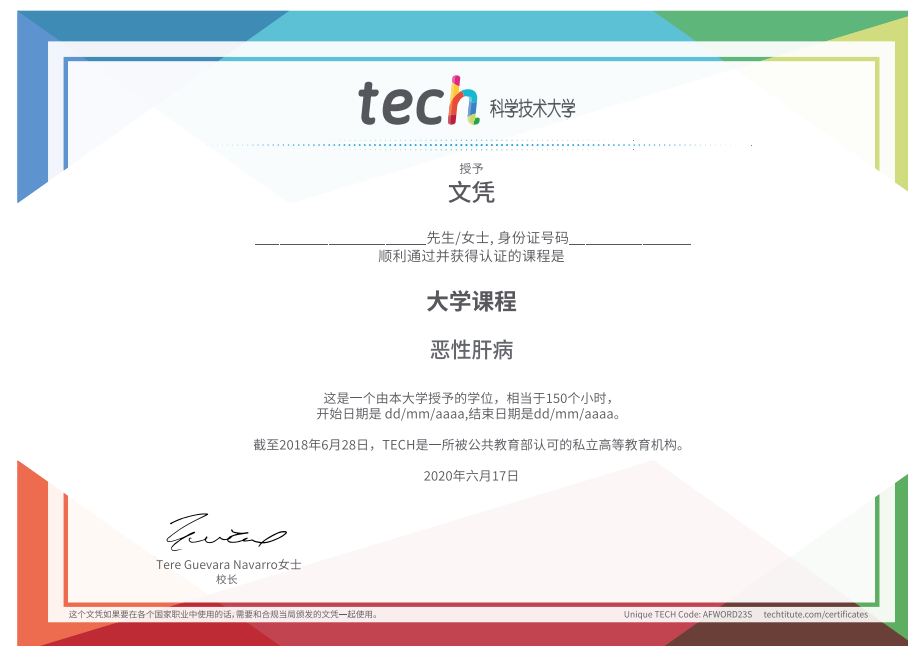 tech 科学技术大学
授予
文凭
______________________先生/女士, 身份证号码________________
顺利通过并获得认证的课程是
大学课程
恶性肝病
这是一个由本大学授予的学位，相当于150个小时，
开始日期是 dd/mm/aaaa,结束日期是dd/mm/aaaa。
截至2018年6月28日，TECH是一所被公共教育部认可的私立高等教育机构。
2020年六月17日
Tere Guevara Navarro女士
校长
这个文凭如果要在各个国家职业中使用的话,需要和合规当局颁发的文凭一起使用。
Unique TECH Code: AFWORD23S techtitute.com/certificates